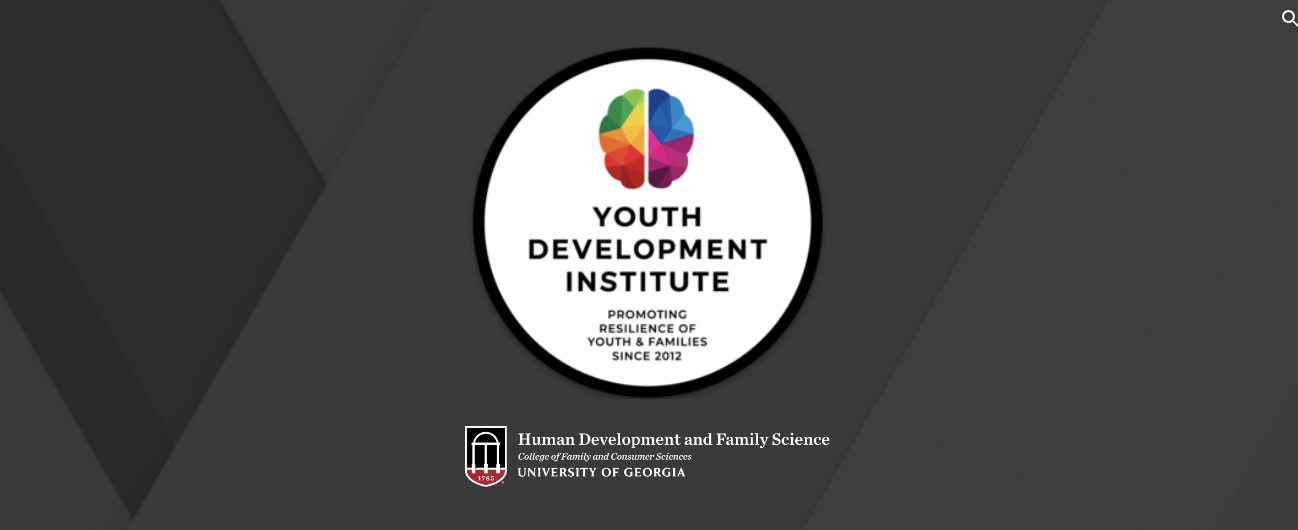 YOUTH
DEVELOPMENT
INSTITUTE
PROMOTING
RESILIENCE OF
YOUTH & FAMILIES
SINCE 2012
1785
Human Development and Family Science
College of Family and Consumer Sciences
UNIVERSITY OF GEORGIA